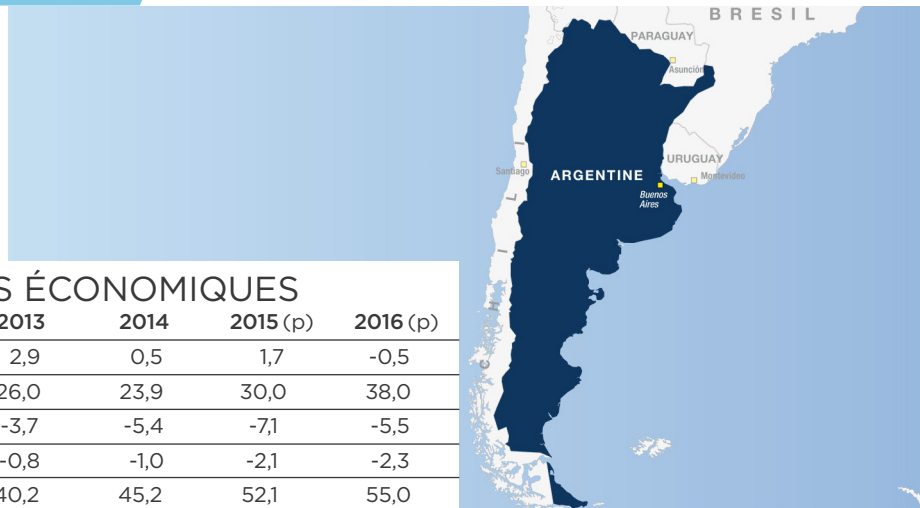 BRESIL
PARAGUAY
Asunción
URUGUAY
Santiago
ARGENTINE
Montevideo
Buenos
Aires
CHILI
S ÉCONOMIQUES
2013 2014 2015 (p) 2016 (p)
2,9 0,5 1,7 -0,5
26,0 23,9 30,0 38,0
-3,7 -5,4 -7,1 -5,5
-0,8 -1,0 -2,1 -2,3
40,2 45,2 52,1 55,0